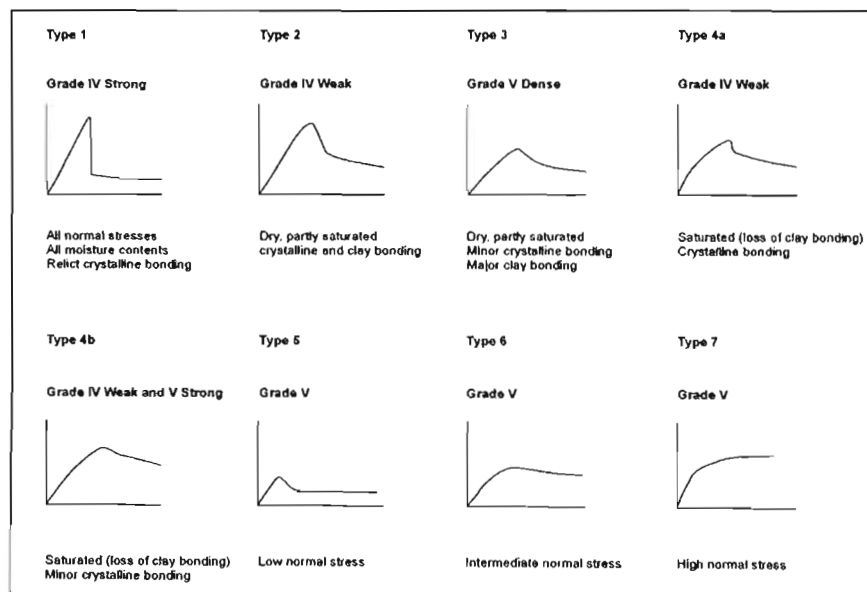 Type 1
Grade IV Strong
All normal stresses
All moisture contents
Relict crystalline bonding
Type 2
Grade IV Weak
Dry, partly saturated
crystalline and clay bonding
Type 3
Grade V Dense
Dry, partly saturated
Minor crystalline bonding
Major clay bonding
Type 4a
Grade IV Weak
Saturated (loss of clay bonding)
Crystalline bonding
Type 4b
Grade IV Weak and V Strong
Saturated (loss of clay bonding)
Minor crystalline bonding
Type 5
Grade V
Low normal stress
Type 6
Grade V
Intermediate normal stress
Type 7
Grade V
High normal stress